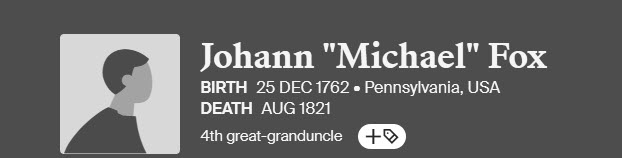 Johann "Michael" Fox
BIRTH 25 DEC 1762 • Pennsylvania, USA
DEATH AUG 1821
4th great-granduncle